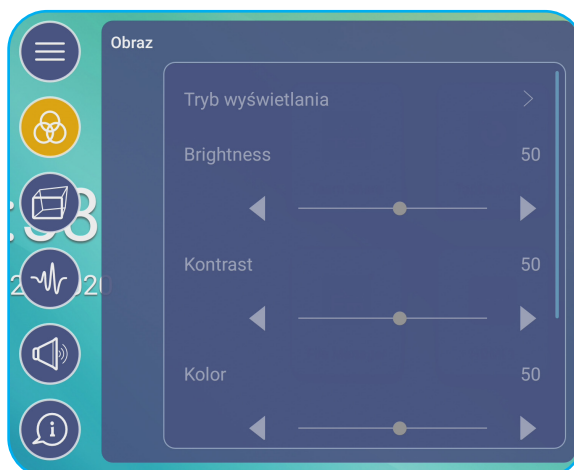 Obraz
Tryb wyświetlania
Brightness 50
Kontrast 50
Kolor 50